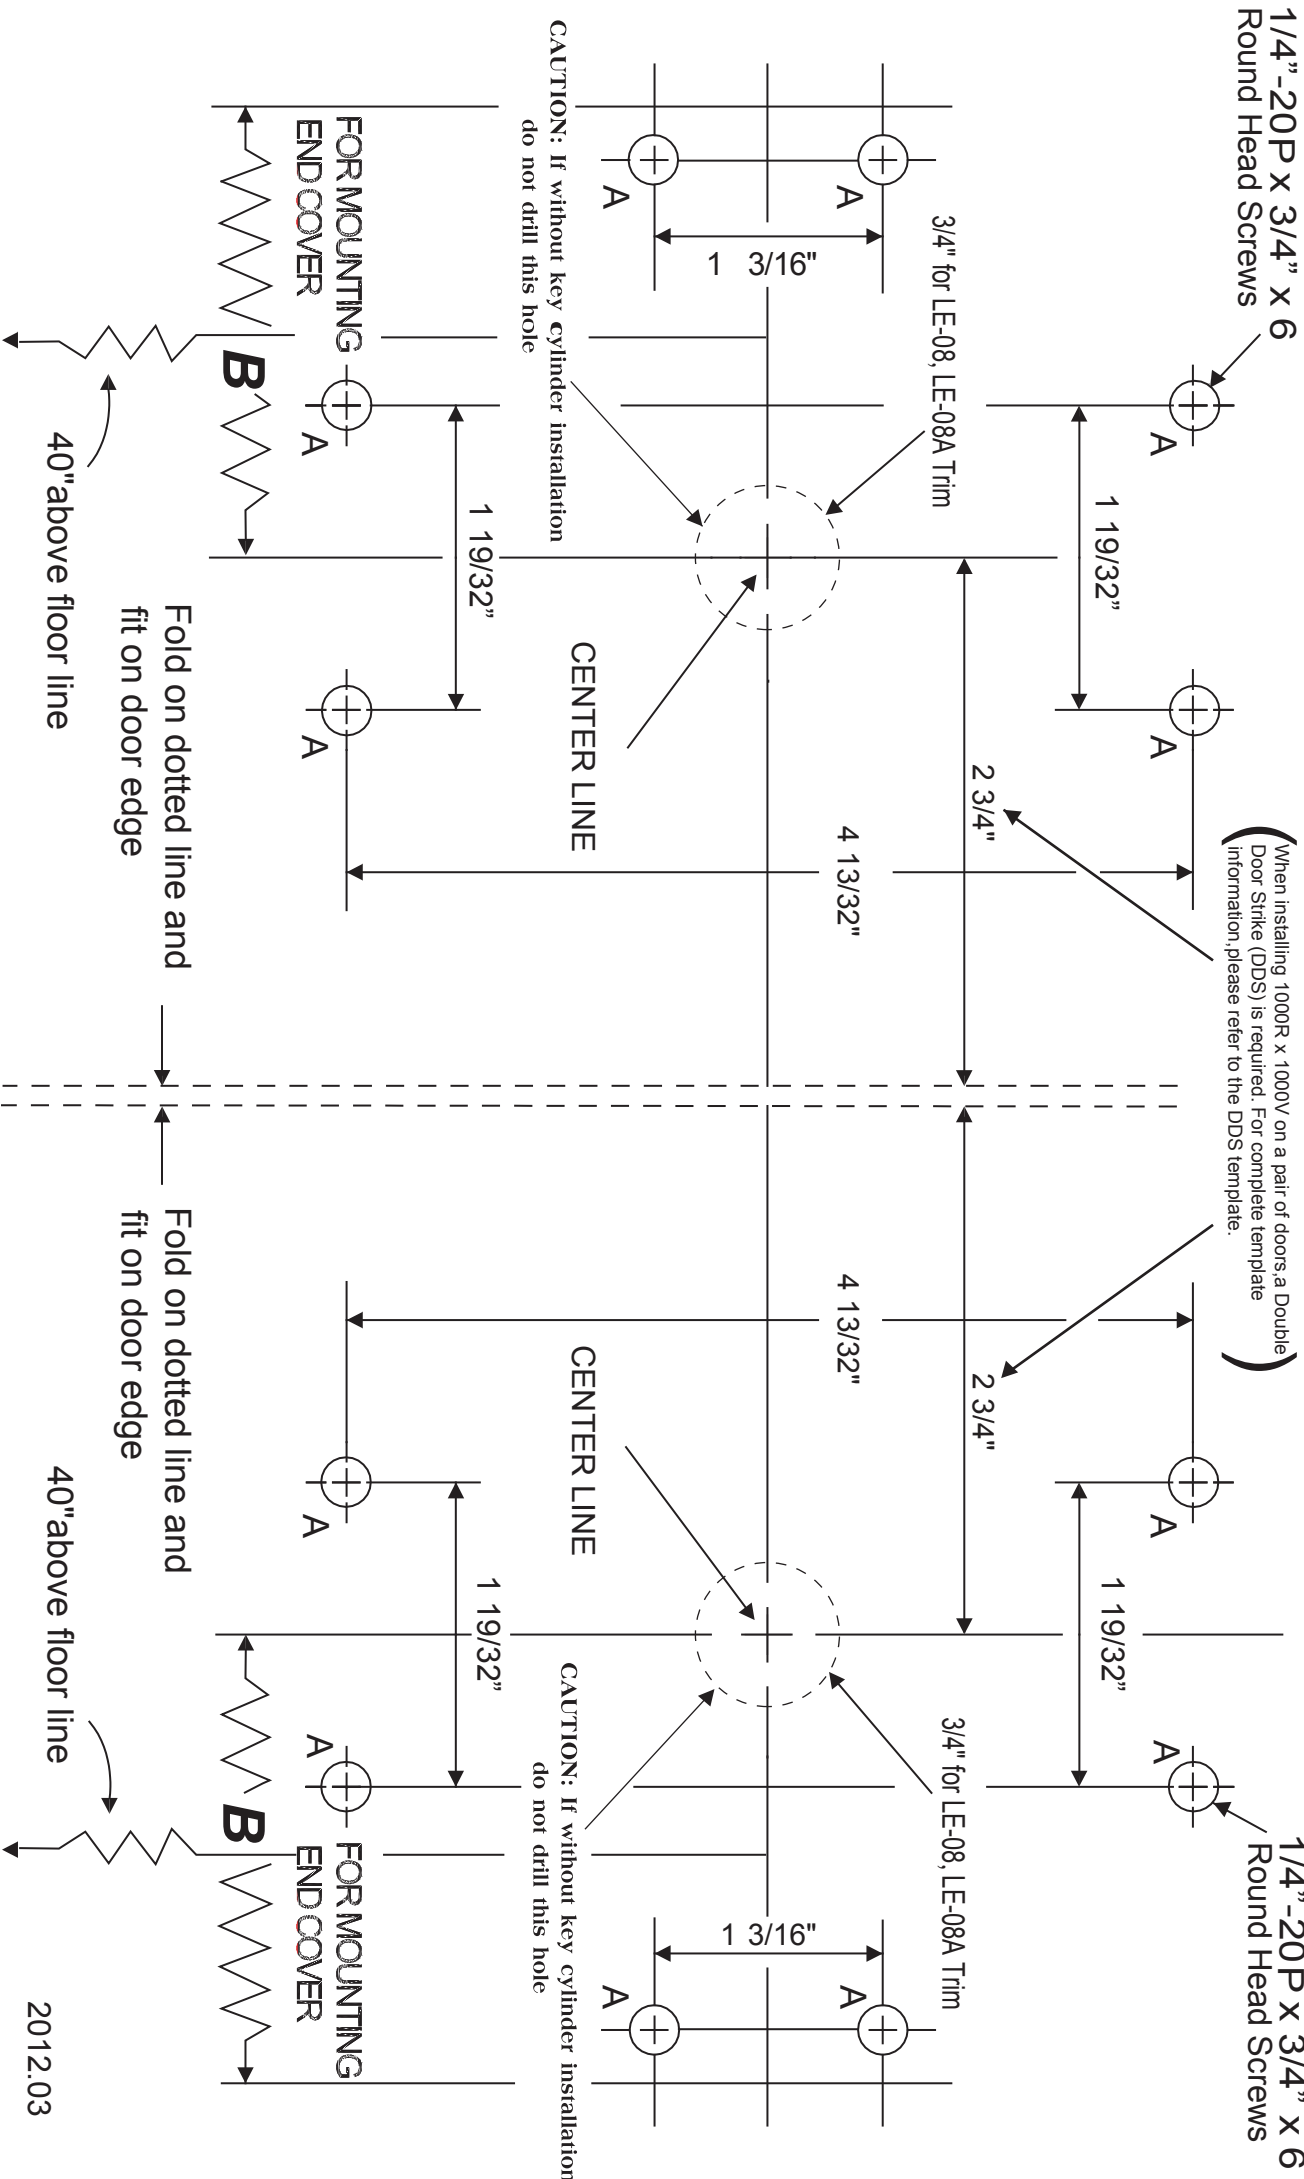 1/4”-20P x 3/4” x 6
Round Head Screws
3/4" for LE-08, LE-08A Trim
A
A
1 3/16"
CAUTION: If without key cylinder installation
do not drill this hole
FOR MOUNTING
END COVER
B
A
A
A
A
1 19/32”
1 19/32”
40"above floor line
CENTER LINE
2 3/4"
4 13/32"
Fold on dotted line and
fit on door edge
When installing 1000R x 1000V on a pair of doors,a Double
Door Strike (DDS) is required. For complete template
information,please refer to the DDS template.
2 3/4"
4 13/32"
CENTER LINE
Fold on dotted line and
fit on door edge
A
A
A
A
1 19/32”
1 19/32”
40"above floor line
1/4”-20P x 3/4” x 6
Round Head Screws
3/4" for LE-08, LE-08A Trim
CAUTION: If without key cylinder installation
do not drill this hole
B
FOR MOUNTING
END COVER
1 3/16"
A
A
2012.03